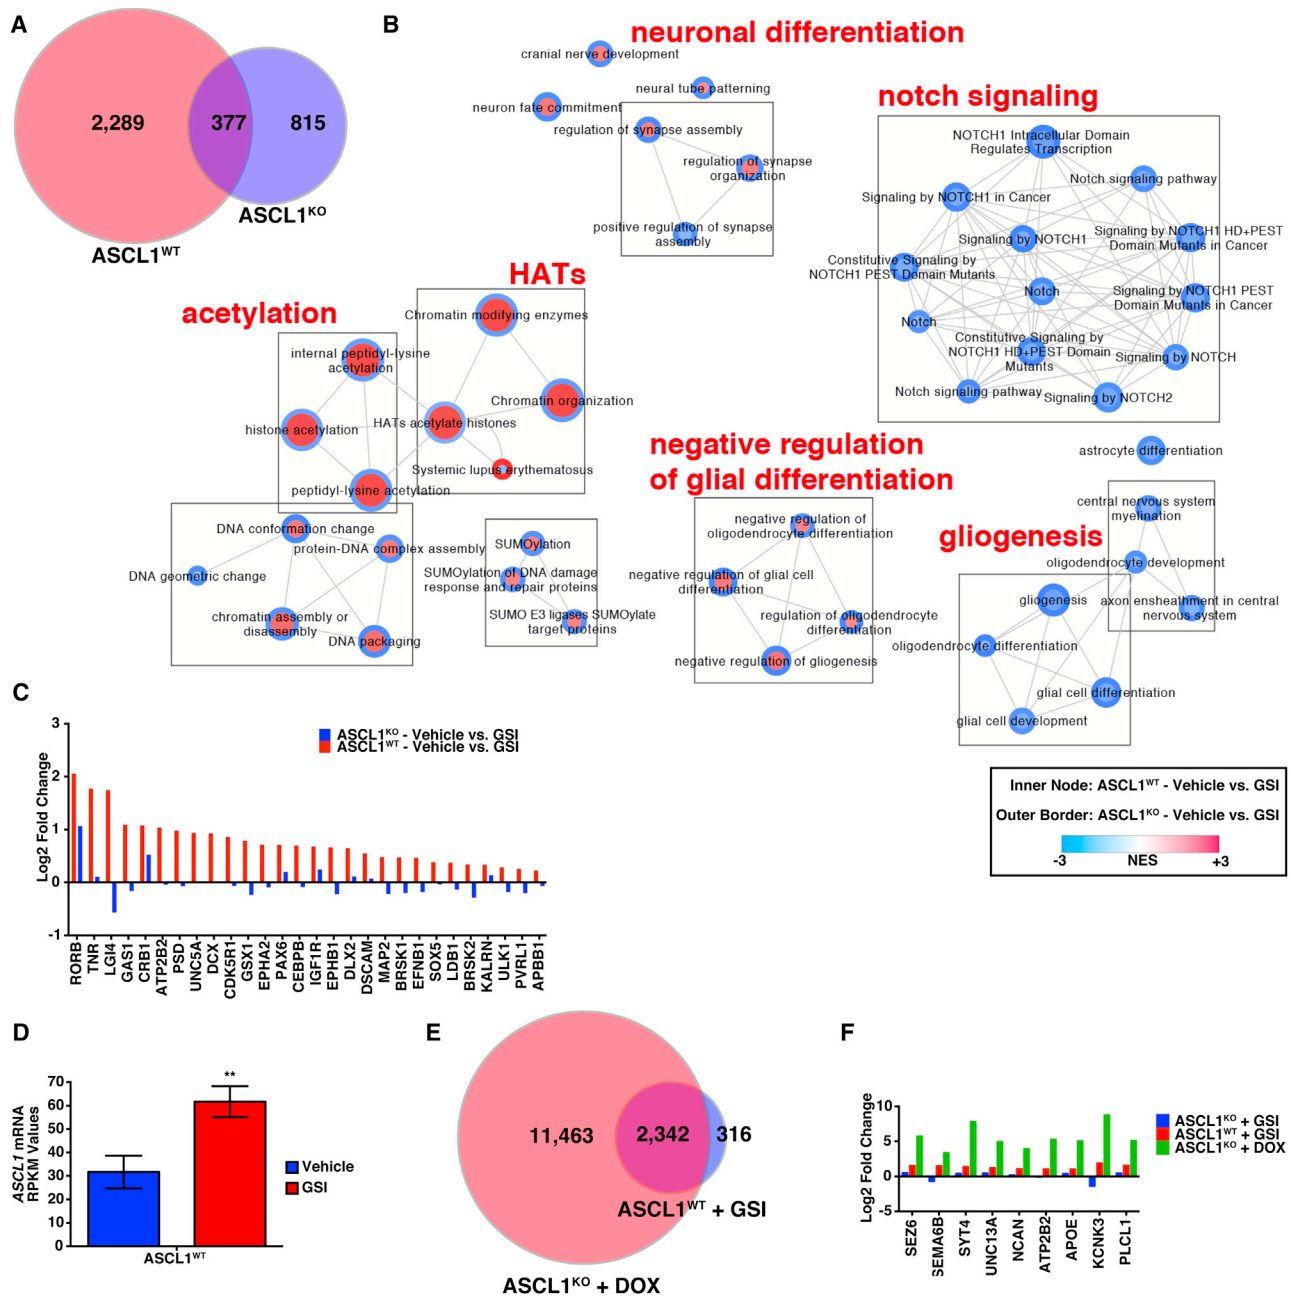 A
2,289
377
815
ASCL1KO
ASCL1WT
B
neuronal differentiation
cranial nerve development
neural tube patterning
neuron fate commitment
regulation of synapse assembly
regulation of synapse
organization
positive regulation of synapse
assembly
notch signaling
NOTCH1 Intracellular Domain
Regulates Transcription
Notch signaling pathway
Signaling by NOTCH1 in Cancer
Signaling by NOTCH1
Signaling by NOTCH1 HD+PEST
Domain Mutants in Cancer
Constitutive Signaling by
NOTCH1 PEST Domain Mutants
Notch
Signaling by NOTCH1 PEST
Domain Mutants in Cancer
Notch
Constitutive Signaling by
NOTCH1 HD+PEST Domain
Mutants
Signaling by NOTCH
Notch signaling pathway
Signaling by NOTCH2
HATs
Chromatin modifying enzymes
Chromatin organization
HATs acetylate histones
Systemic lupus erythematosus
acetylation
internal peptidyl-lysine
acetylation
histone acetylation
peptidyl-lysine acetylation
DNA conformation change
protein-DNA complex assembly
DNA geometric change
chromatin assembly or
disassembly
DNA packaging
SUMOylation
SUMOylation of DNA damage
response and repair proteins
SUMO E3 ligases SUMOylate
target proteins
negative regulation
of glial differentiation
negative regulation of
oligodendrocyte differentiation
negative regulation of glial cell
differentiation
regulation of oligodendrocyte
differentiation
negative regulation of gliogenesis
astrocyte differentiation
central nervous system
myelination
gliogenesis
oligodendrocyte development
gliogenesis
axon ensheathment in central
nervous system
oligodendrocyte differentiation
glial cell differentiation
glial cell development
Inner Node: ASCL1WT - Vehicle vs. GSI
Outer Border: ASCL1KO - Vehicle vs. GSI
-3
NES
+3
C
Log2 Fold Change
3
2
1
0
-1
ASCL1KO - Vehicle vs. GSI
ASCL1WT - Vehicle vs. GSI
RORB
TNR
LGI4
GAS1
CRB1
ATP2B2
PSD
UNC5A
DCX
CDK5R1
GSX1
EPHA2
PAX6
CEBPB
IGF1R
EPHB1
DLX2
DSCAM
MAP2
BRSK1
EFNB1
SOX5
LDB1
BRSK2
KALRN
ULK1
PVRL1
APBB1
D
ASCL1 mRNA
RPKM Values
70
60
50
40
30
20
10
0
**
Vehicle
GSI
ASCL1WT
E
11,463
2,342
316
ASCL1WT + GSI
ASCL1KO + DOX
F
Log2 Fold Change
10
5
0
-5
ASCL1KO + GSI
ASCL1WT + GSI
ASCL1KO + DOX
SEZ6
SEMA6B
SYT4
UNC13A
NCAN
ATP2B2
APOE
KCNK3
PLCL1